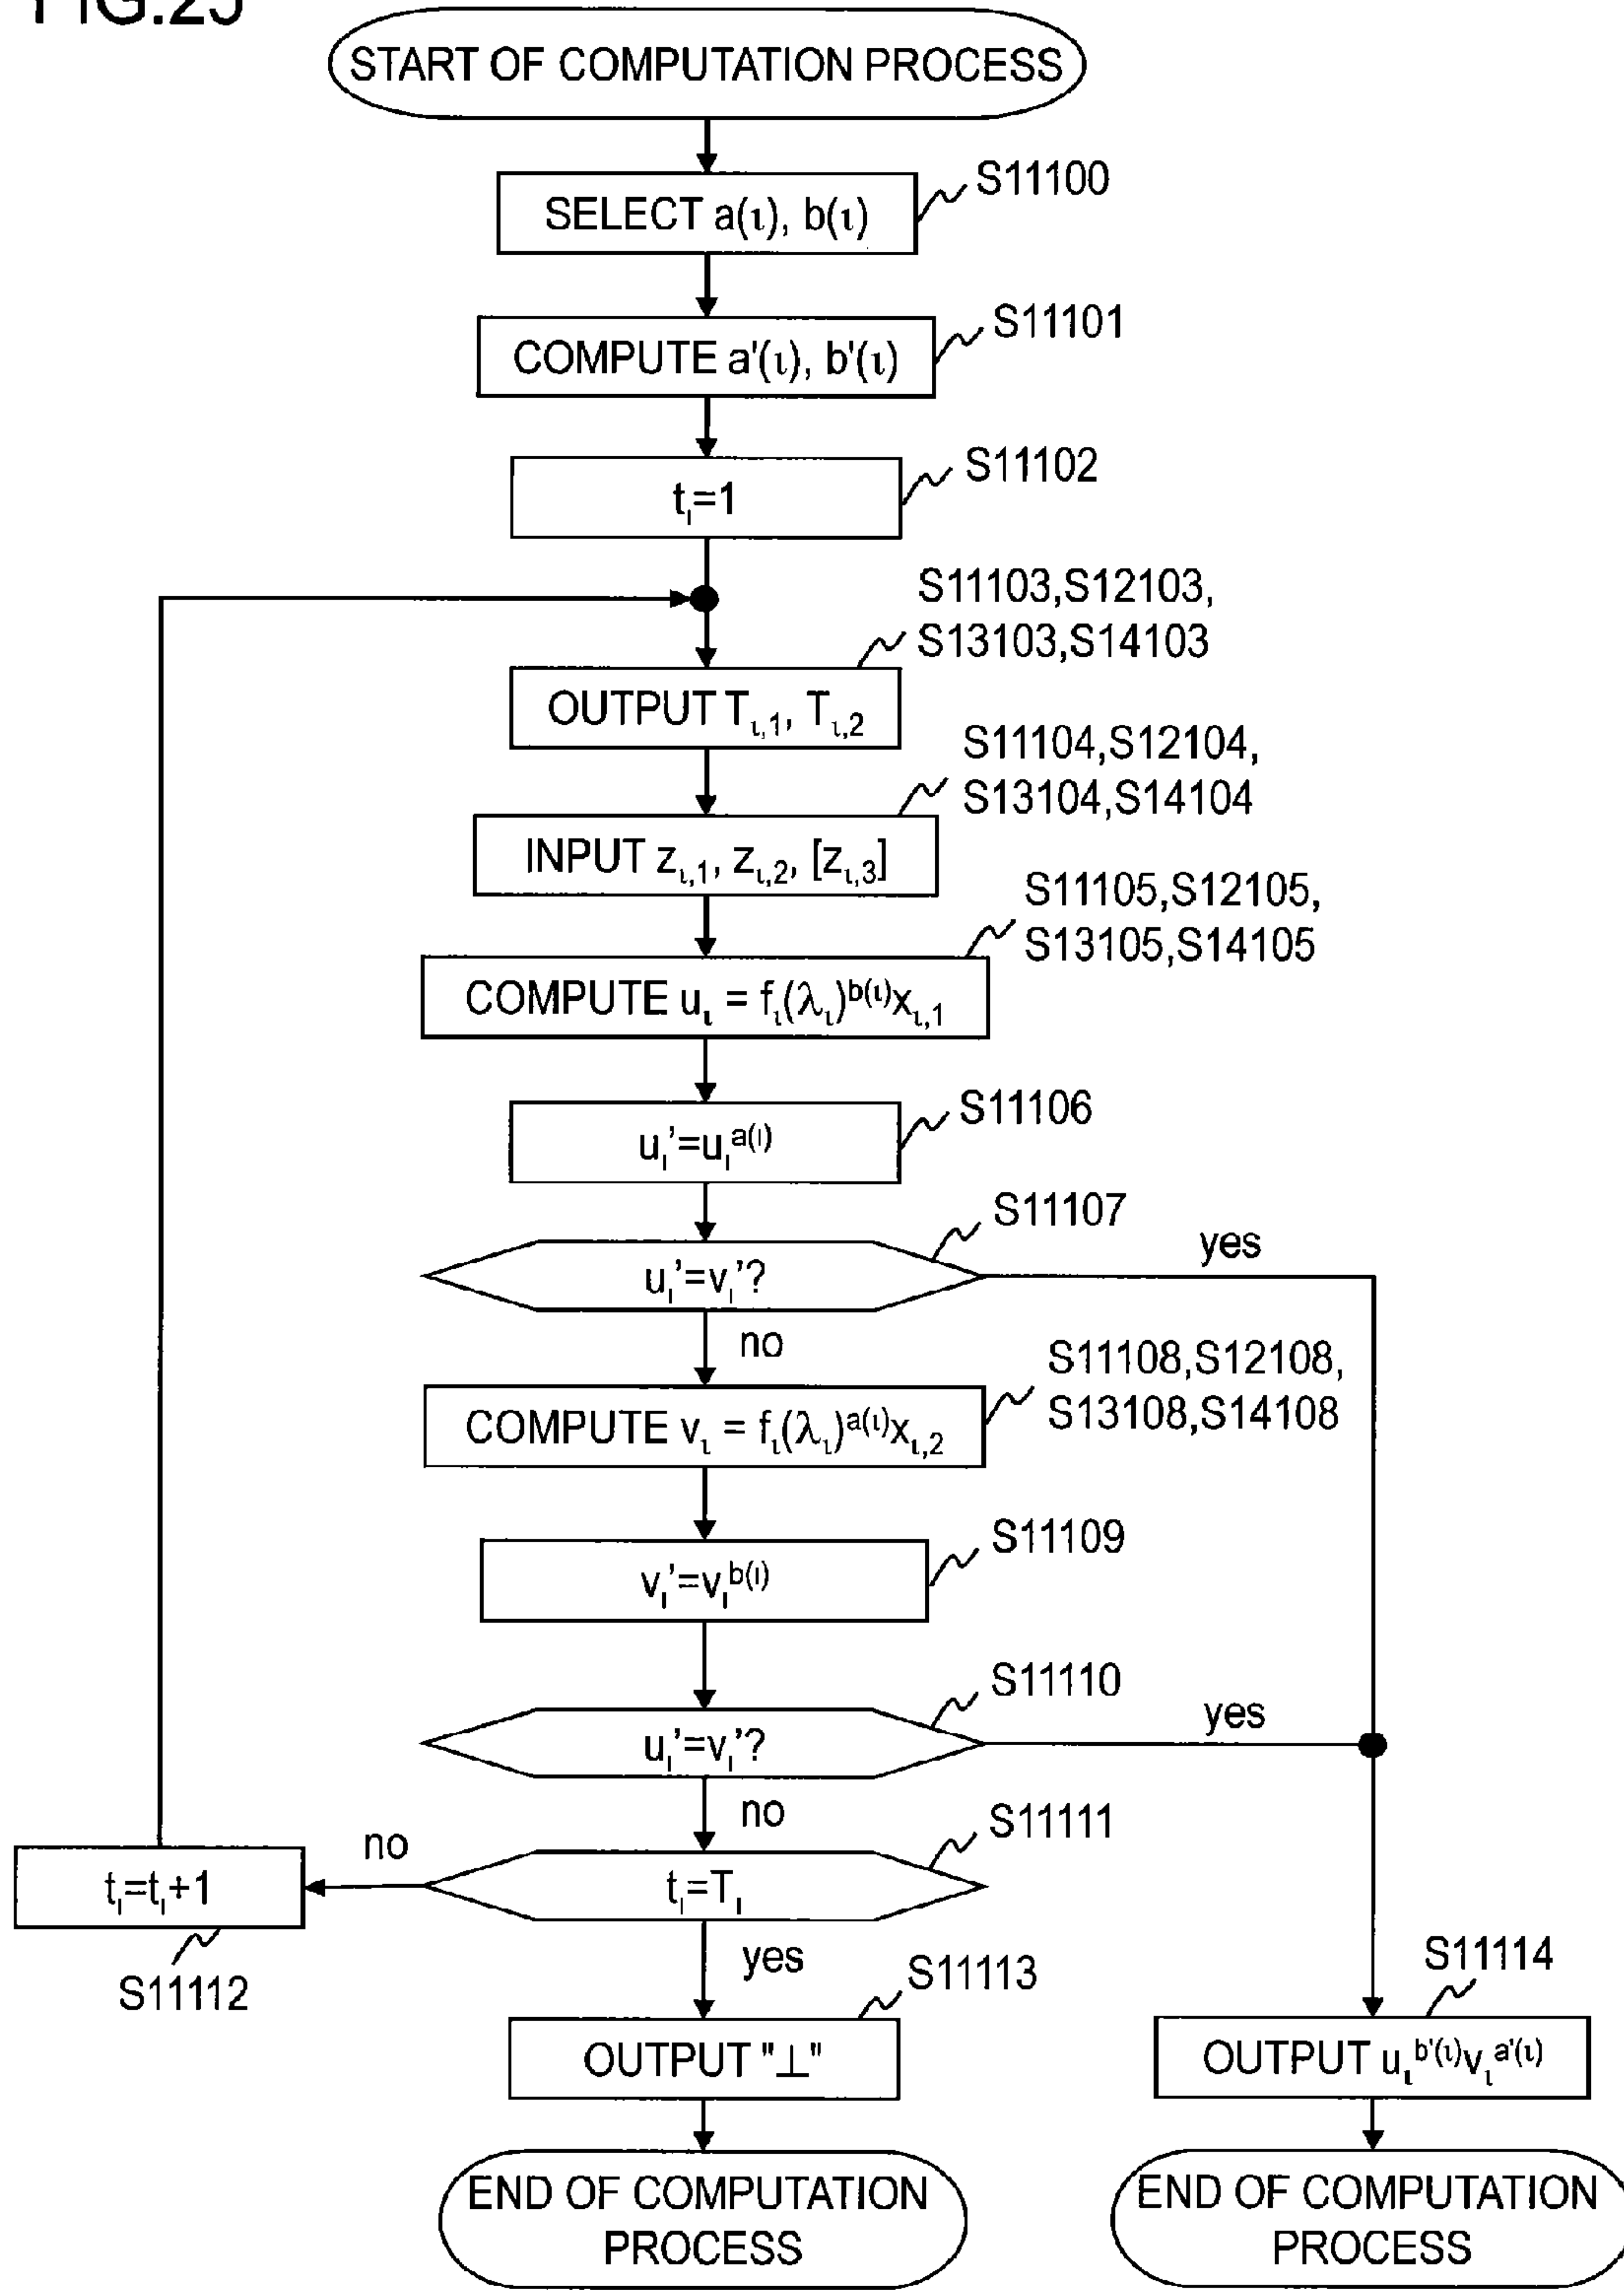 FIG.25
START OF COMPUTATION PROCESS
S11100
SELECT a(ι), b(ι)
S11101
COMPUTE a'(ι), b'(ι)
S11102
tι=1
S11103,S12103,
S13103,S14103
OUTPUT Tι,1, Tι,2
S11104,S12104,
S13104,S14104
INPUT zι,1, zι,2, [zι,3]
S11105,S12105,
S13105,S14105
COMPUTE uι = fι(λι)b(ι)xι,1
S11106
uι'=uιa(ι)
S11107
uι'=vι'?
yes
no
S11108,S12108,
S13108,S14108
COMPUTE vι = fι(λι)a(ι)xι,2
S11109
vι'=vιb(ι)
S11110
uι'=vι'?
yes
no
S11111
tι=Tι
no
tι=tι+1
S11112
yes
S11113
OUTPUT "⊥"
S11114
OUTPUT uιb'(ι)vιa'(ι)
END OF COMPUTATION
PROCESS
END OF COMPUTATION
PROCESS